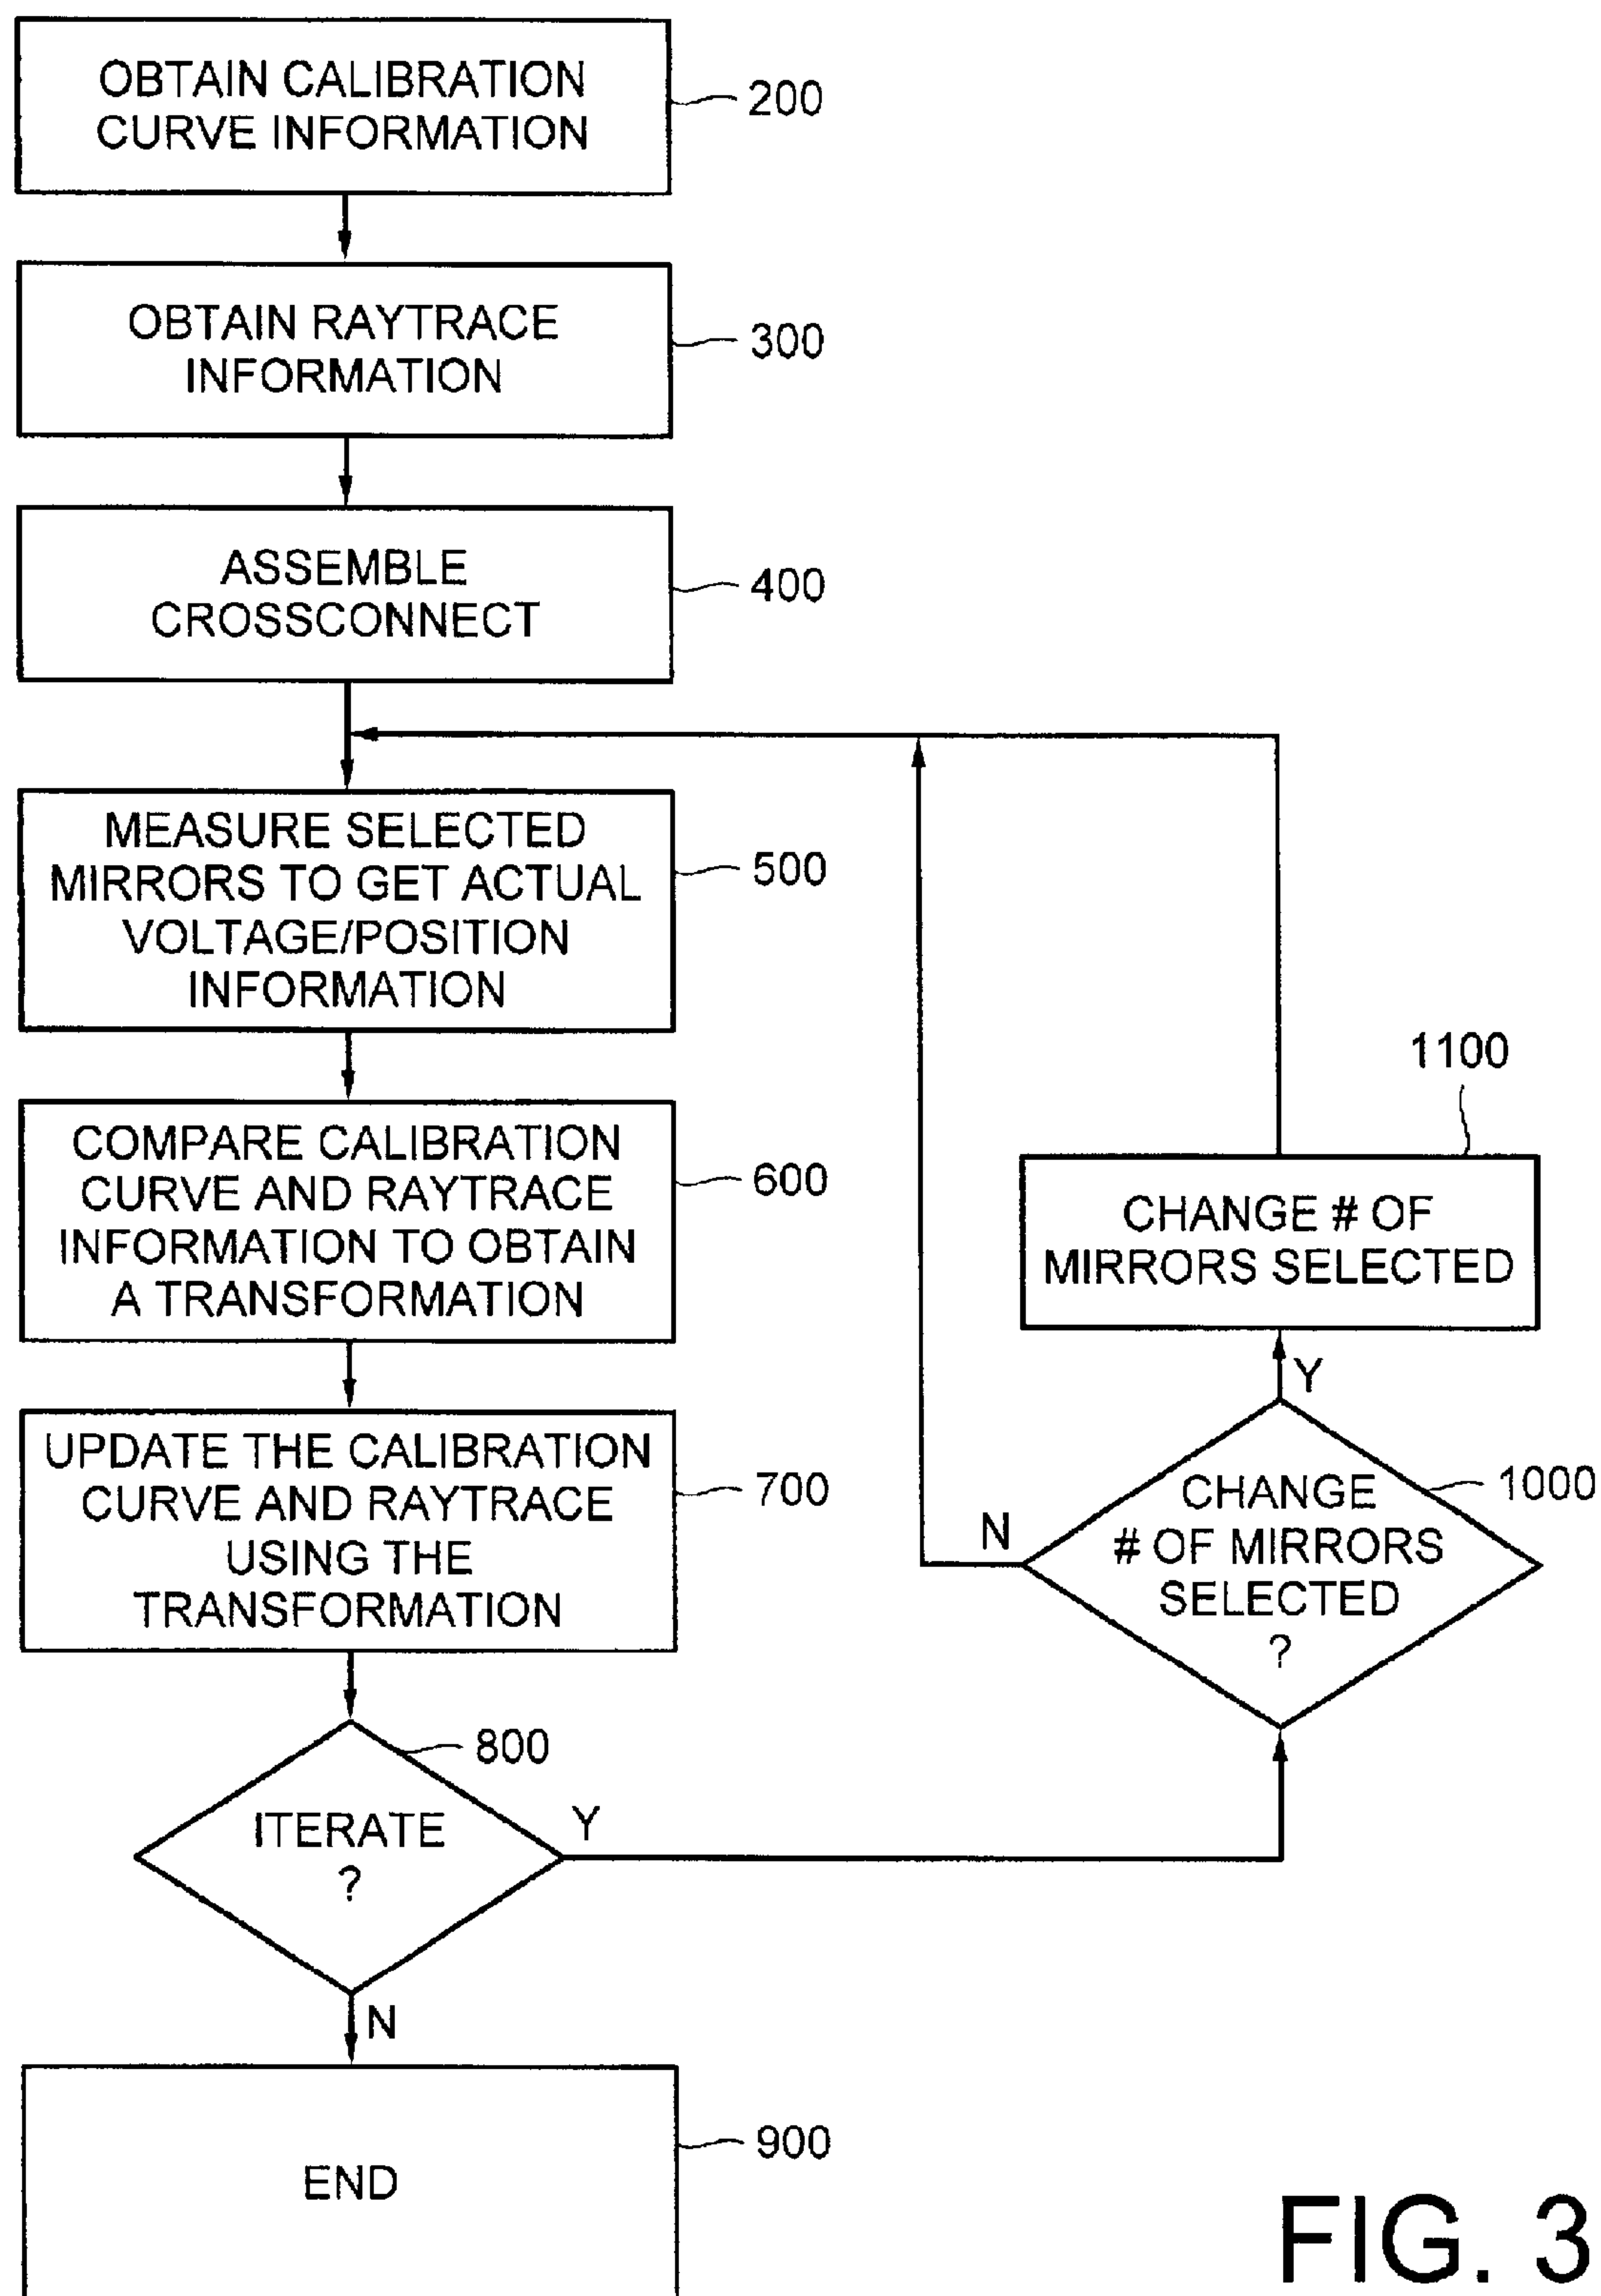 OBTAIN CALIBRATION
CURVE INFORMATION
200
OBTAIN RAYTRACE
INFORMATION
300
ASSEMBLE
CROSSCONNECT
400
MEASURE SELECTED
MIRRORS TO GET ACTUAL
VOLTAGE/POSITION
INFORMATION
500
COMPARE CALIBRATION
CURVE AND RAYTRACE
INFORMATION TO OBTAIN
A TRANSFORMATION
600
UPDATE THE CALIBRATION
CURVE AND RAYTRACE
USING THE
TRANSFORMATION
700
ITERATE
?
800
Y
N
END
900
CHANGE
# OF MIRRORS
SELECTED
?
1000
N
Y
CHANGE # OF
MIRRORS SELECTED
1100
FIG. 3